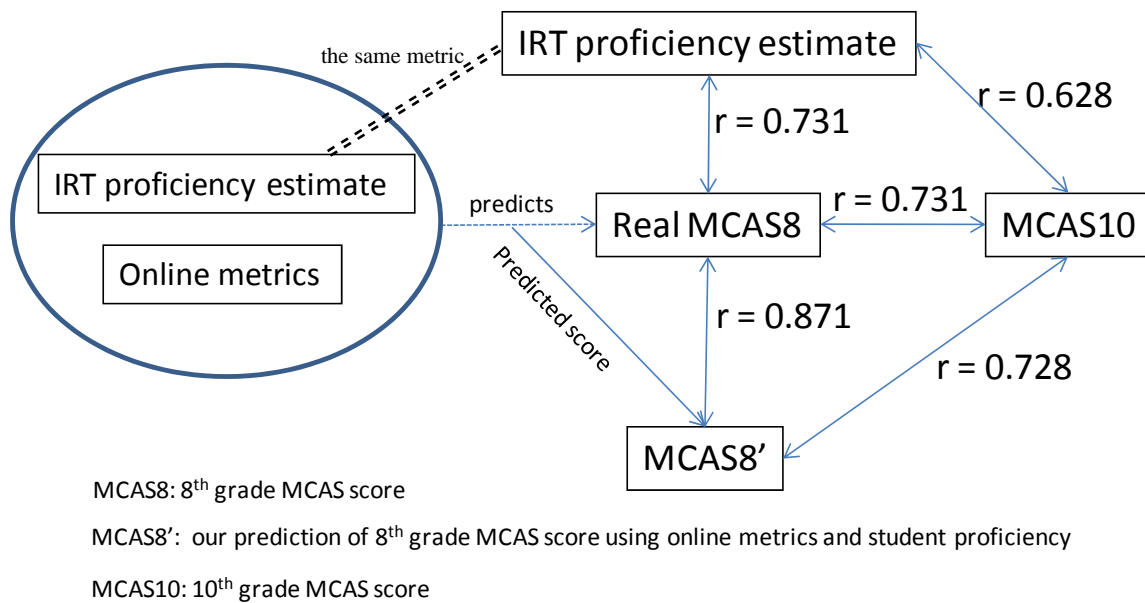 IRT proficiency estimate
the same metric
r = 0.628
r = 0.731
IRT proficiency estimate
predicts
r = 0.731
Real MCAS8
MCAS10
Online metrics
Predicted score
r = 0.871
r = 0.728
MCAS8’
MCAS8: 8th grade MCAS score
MCAS8’: our prediction of 8th grade MCAS score using online metrics and student proficiency
MCAS10: 10th grade MCAS score